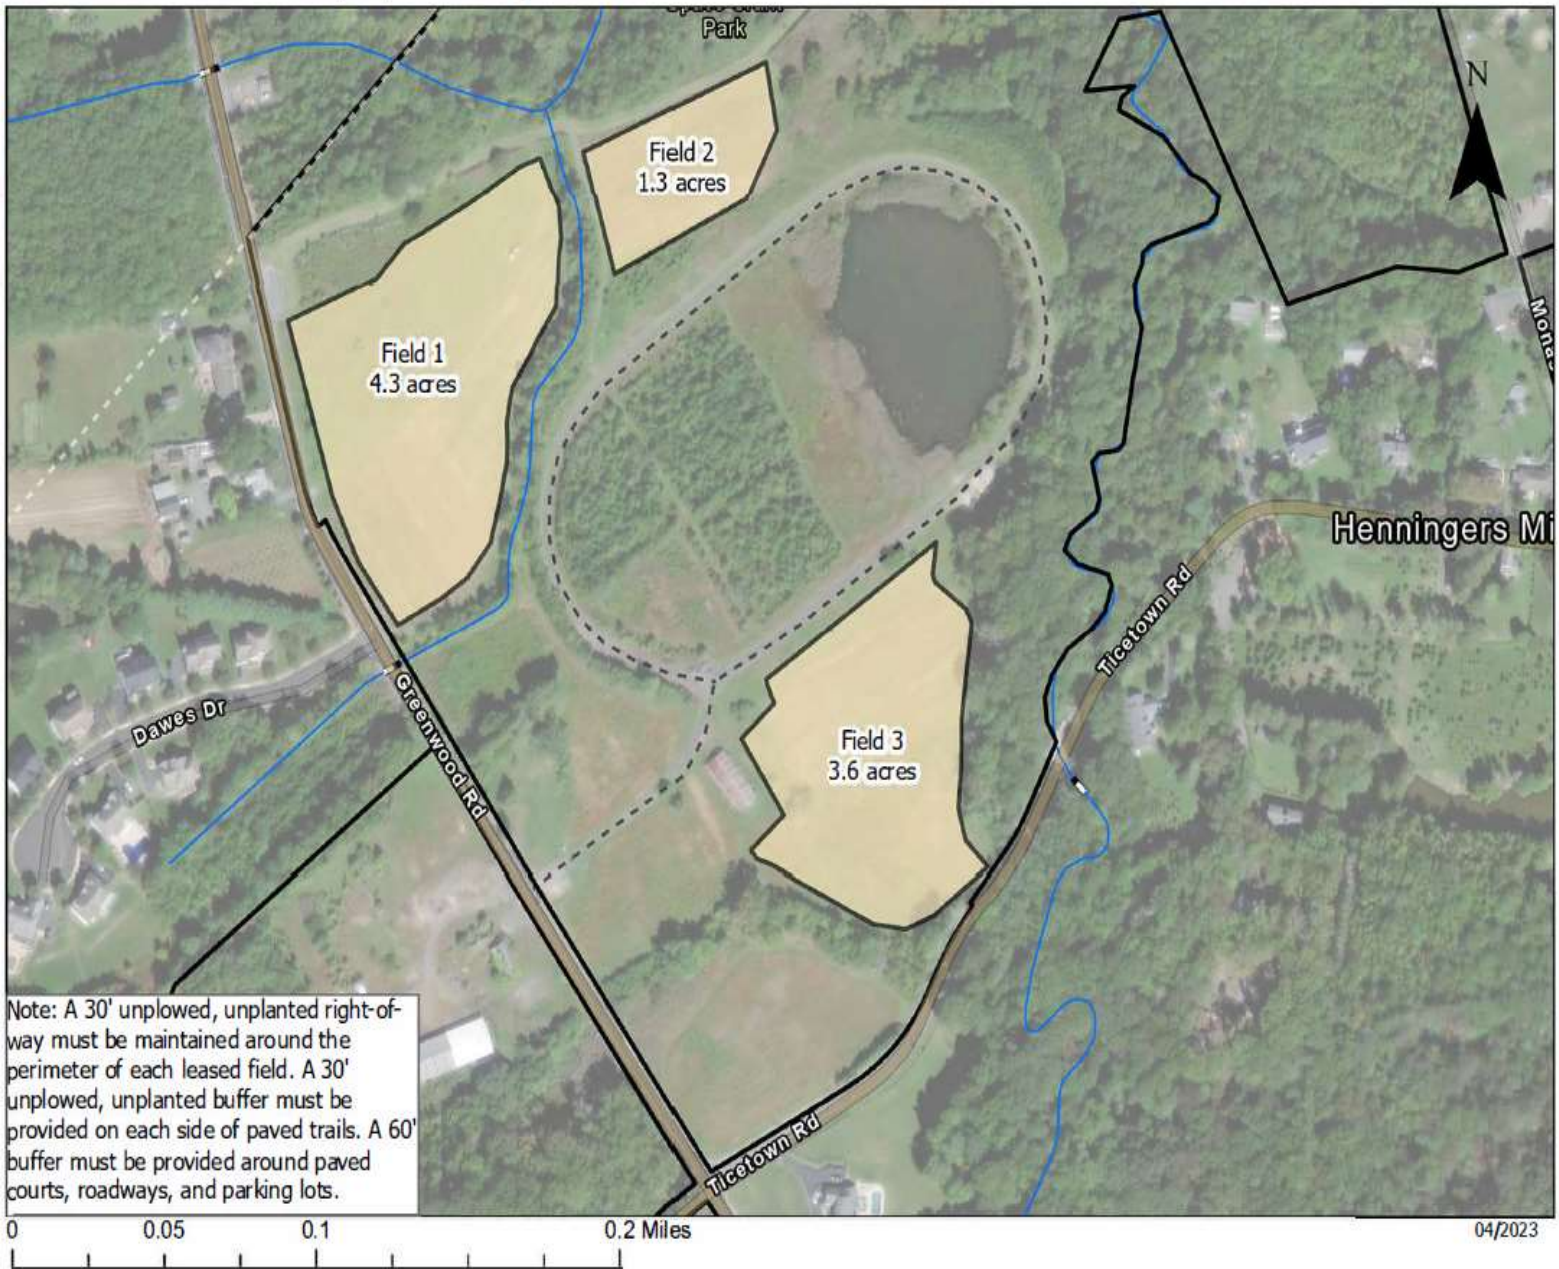 Park
N
Field 2
1.3 acres
Field 1
4.3 acres
Henningers Mi
Ticetown Rd
Dawes Dr
Greenwood Rd
Field 3
3.6 acres
Ticetown Rd
Note: A 30' unplowed, unplanted right-of-
way must be maintained around the
perimeter of each leased field. A 30'
unplowed, unplanted buffer must be
provided on each side of paved trails. A 60'
buffer must be provided around paved
courts, roadways, and parking lots.
0 0.05 0.1 0.2 Miles
04/2023